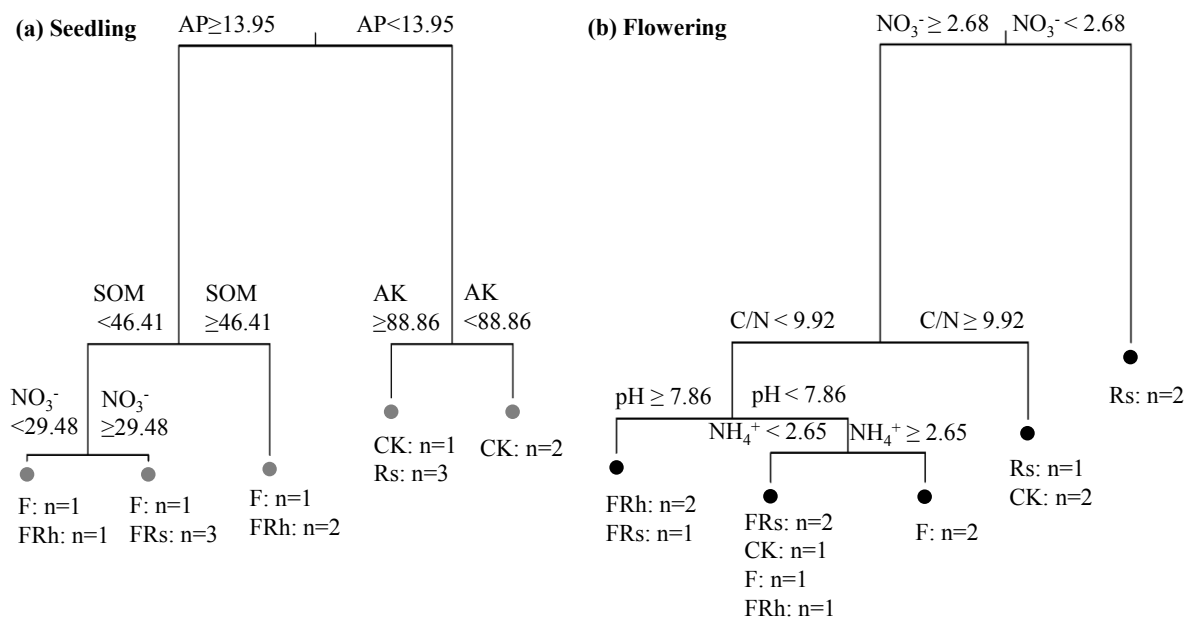 (a) Seedling
AP≥13.95 AP<13.95
SOM SOM
<46.41 ≥46.41
AK AK
≥88.86 <88.86
NO₃⁻ NO₃⁻
<29.48 ≥29.48
CK: n=1
Rs: n=3
CK: n=2
F: n=1
FRh: n=1
F: n=1
FRs: n=3
F: n=1
FRh: n=2
(b) Flowering
NO₃⁻ ≥ 2.68 NO₃⁻ < 2.68
C/N < 9.92 C/N ≥ 9.92
Rs: n=2
pH ≥ 7.86 pH < 7.86
NH₄⁺ < 2.65 NH₄⁺ ≥ 2.65
Rs: n=1
CK: n=2
FRh: n=2
FRs: n=1
FRs: n=2
CK: n=1
F: n=1
FRh: n=1
F: n=2